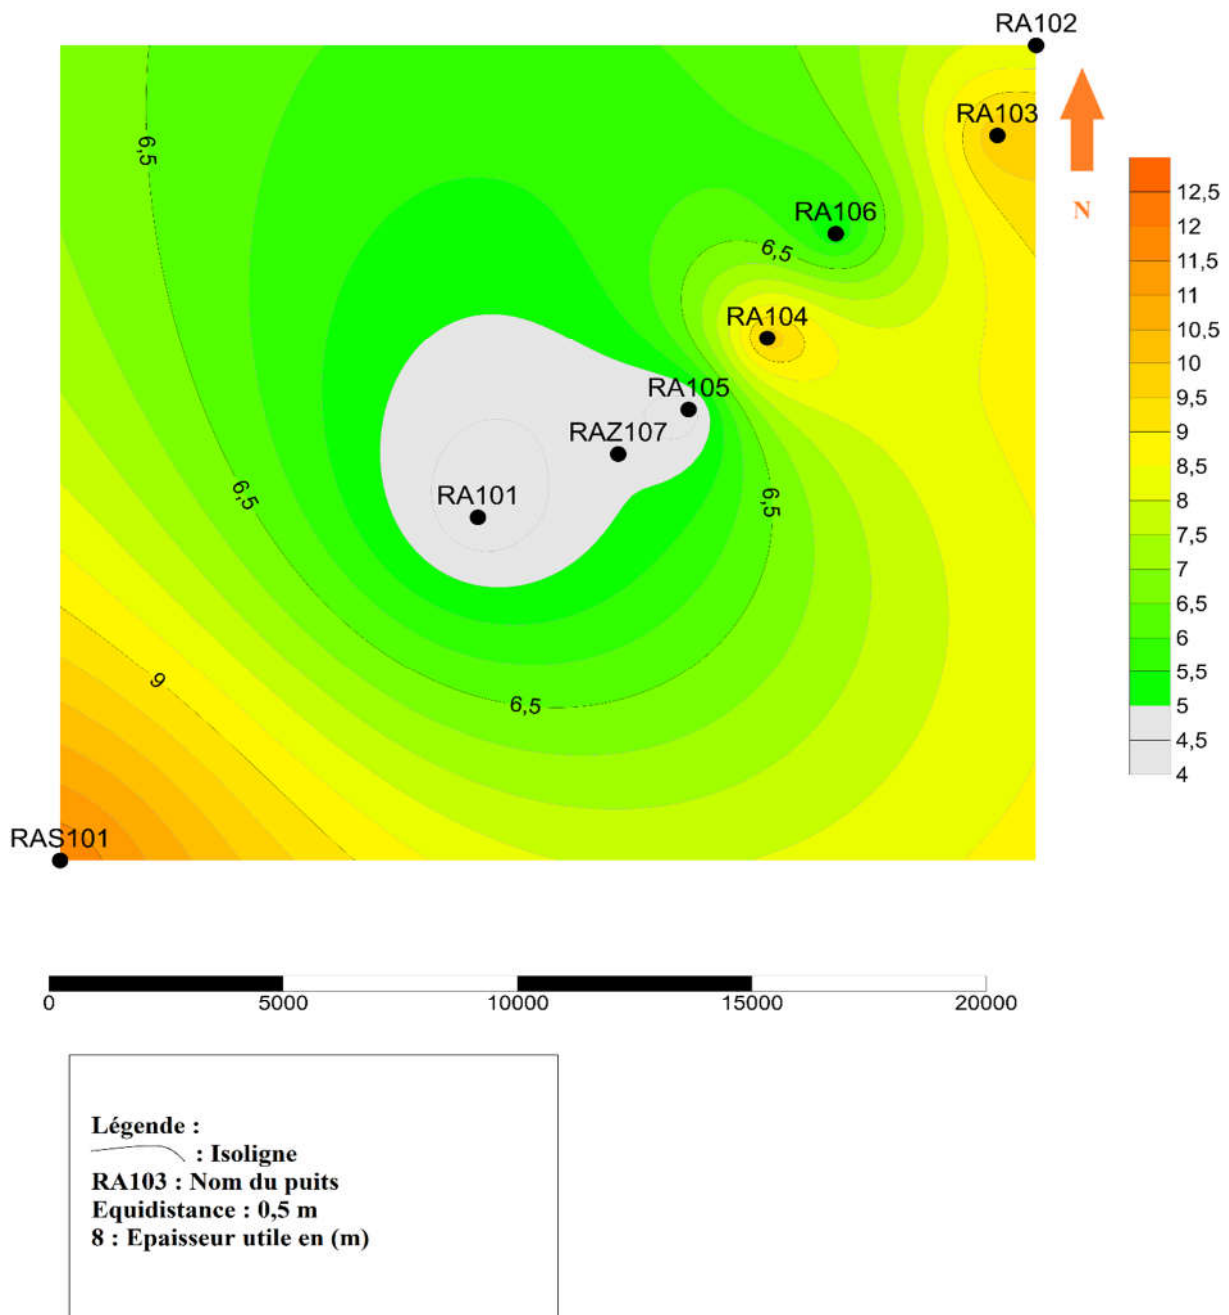 RA102
RA103
N
RA106
RA104
RA105
RAZ107
RA101
RAS101
6,5
6,5
6,5
6,5
6,5
9
12,5
12
11,5
11
10,5
10
9,5
9
8,5
8
7,5
7
6,5
6
5,5
5
4,5
4
0 5000 10000 15000 20000
Légende :
: Isoligne
RA103 : Nom du puits
Equidistance : 0,5 m
8 : Epaisseur utile en (m)